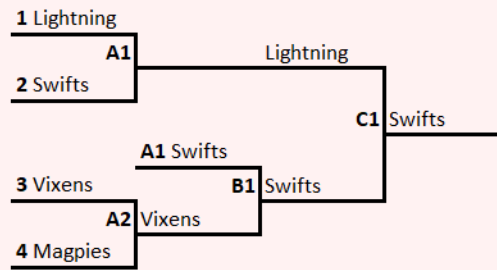 1 Lightning
A1
Lightning
2 Swifts
C1 Swifts
A1 Swifts
3 Vixens
B1 Swifts
A2 Vixens
4 Magpies